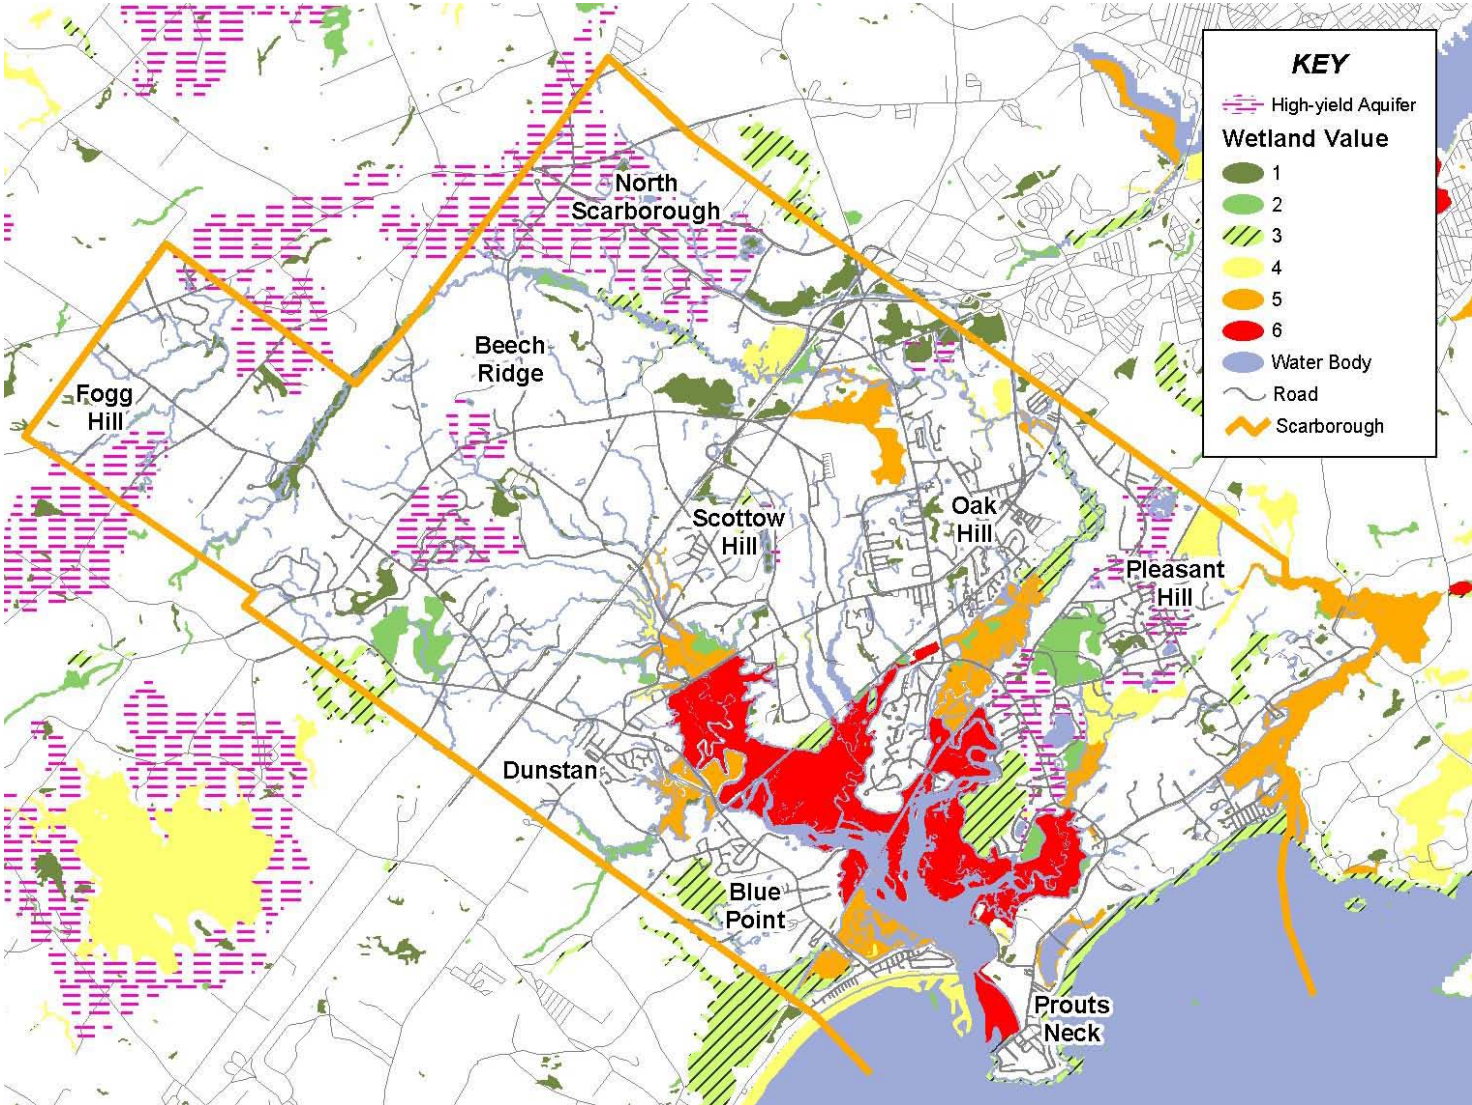 KEY
High-yield Aquifer
Wetland Value
1
2
3
4
5
6
Water Body
Road
Scarborough
North
Scarborough
Beech
Ridge
Fogg
Hill
Scottow
Hill
Oak
Hill
Pleasant
Hill
Dunstan
Blue
Point
Prouts
Neck